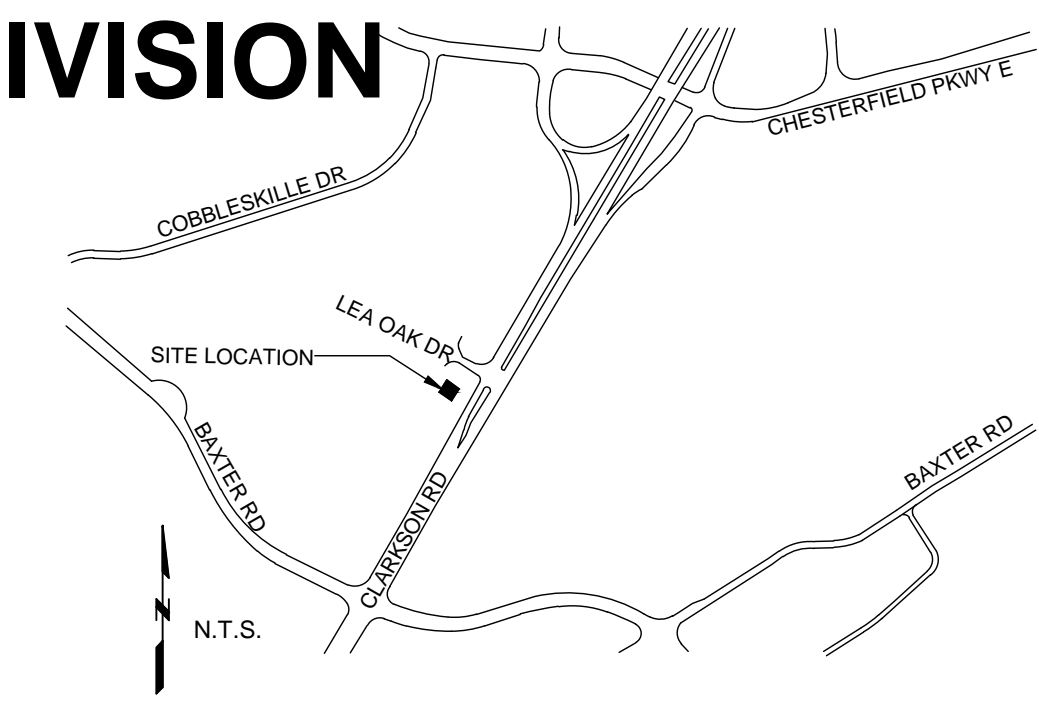 IVISION
CHESTERFIELD PKWY E
COBBLESKILLE DR
LEA OAK DR
SITE LOCATION
BAXTER RD
BAXTER RD
CLARKSON RD
N
N.T.S.